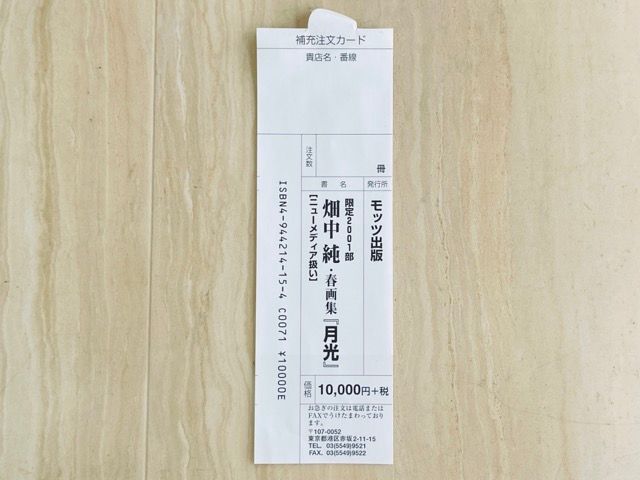 補充注文カード
貴店名・番線
注文数
冊
発行所
モッツ出版
書名
限定2001部
畑中 純・春画集『月光』
【ニューメディア扱い】
ISBN4-944214-15-4 C0071 ¥10000E
価格
10,000円+税
お急ぎの注文は電話または
FAXでうけたまわっており
ます。
〒107-0052
東京都港区赤坂2-11-15
TEL. 03(5549)9521
FAX. 03(5549)9522